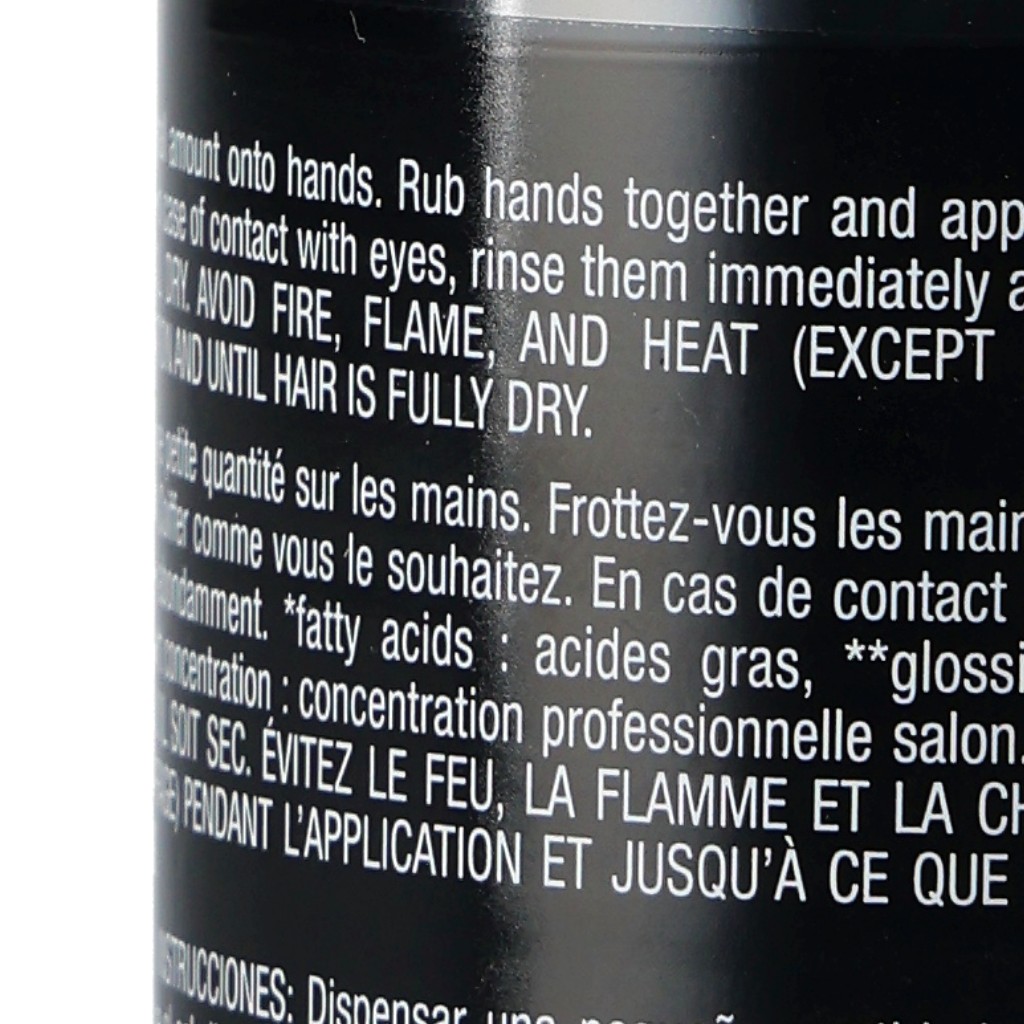 amount onto hands. Rub hands together and app
case of contact with eyes, rinse them immediately a
DRY. AVOID FIRE, FLAME, AND HEAT (EXCEPT
AND UNTIL HAIR IS FULLY DRY.
petite quantité sur les mains. Frottez-vous les main
comme vous le souhaitez. En cas de contact
ondamment. *fatty acids : acides gras, **glossi
concentration : concentration professionnelle salon.
SOIT SEC. ÉVITEZ LE FEU, LA FLAMME ET LA CH
PENDANT L'APPLICATION ET JUSQU'À CE QUE
STRUCCIONES: Dispensar una